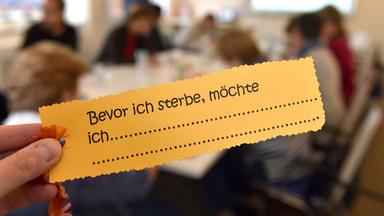 Bevor ich sterbe, möchte
ich.......................................
...........................................